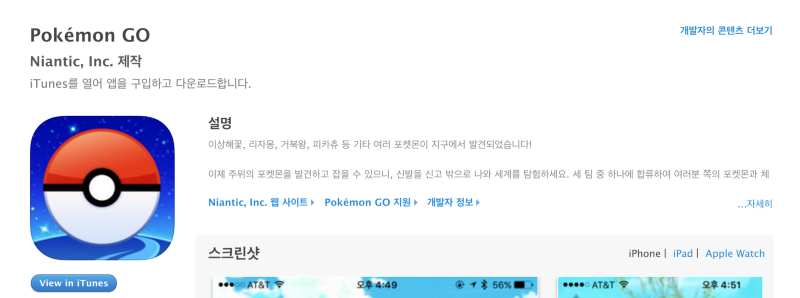 Pokémon GO
개발자의 콘텐츠 더보기
Niantic, Inc. 제작
iTunes를 열어 앱을 구입하고 다운로드합니다.
설명
이상해꽃, 리자몽, 거북왕, 피카츄 등 기타 여러 포켓몬이 지구에서 발견되었습니다!
이제 주위의 포켓몬을 발견하고 잡을 수 있으니, 신발을 신고 밖으로 나와 세계를 탐험하세요. 세 팀 중 하나에 합류하여 여러분 쪽의 포켓몬과 체
Niantic, Inc. 웹 사이트 Pokémon GO 지원 개발자 정보 ...자세히
스크린샷 iPhone | iPad | Apple Watch
View in iTunes
AT&T 오후 4:49 56% AT&T 오후 4:51